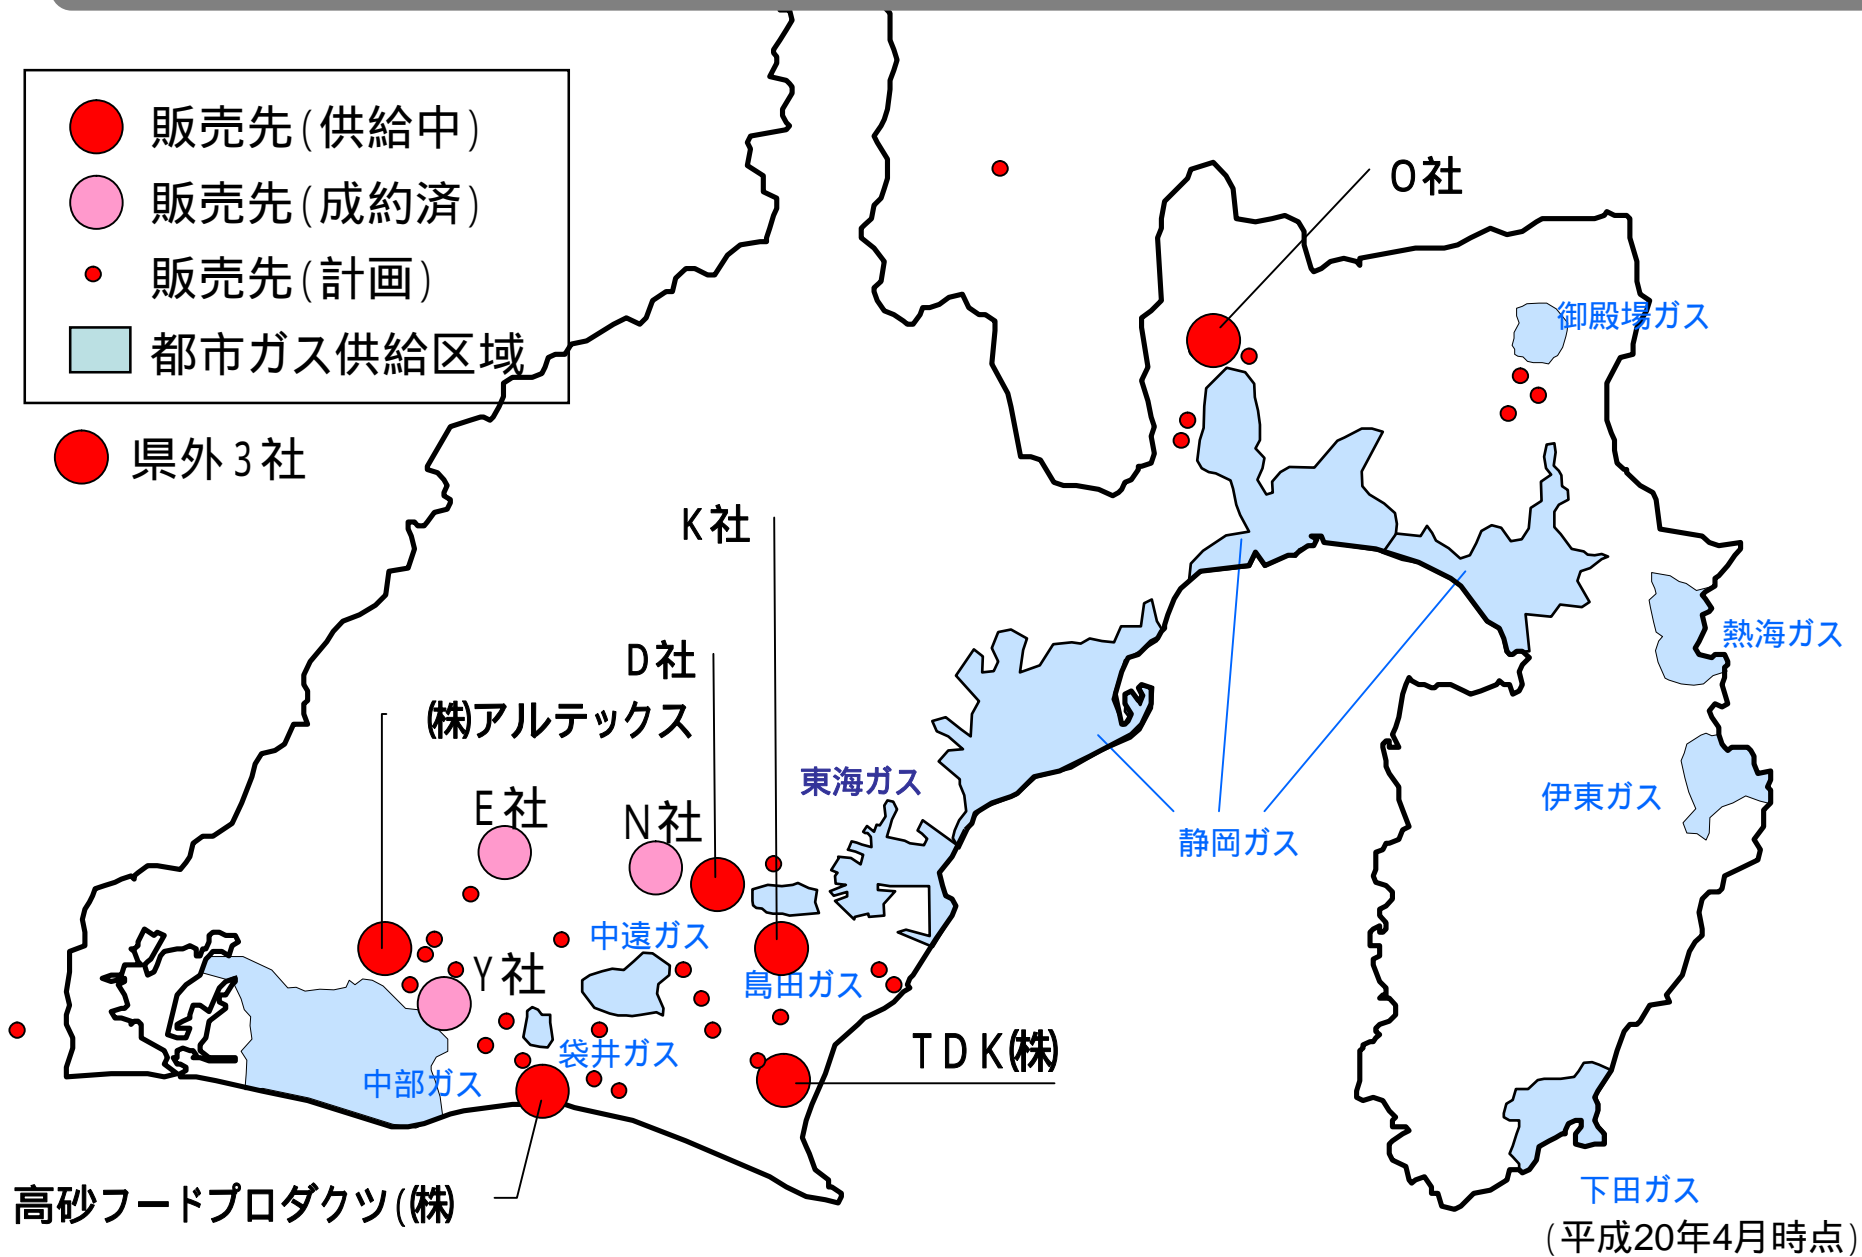 販売先(供給中)
販売先(成約済)
販売先(計画)
都市ガス供給区域
県外3社
O社
御殿場ガス
K社
D社
(株)アルテックス
熱海ガス
東海ガス
伊東ガス
E社
N社
静岡ガス
中遠ガス
Y社
島田ガス
TDK(株)
袋井ガス
中部ガス
高砂フードプロダクツ((株)
下田ガス
(平成20年4月時点)